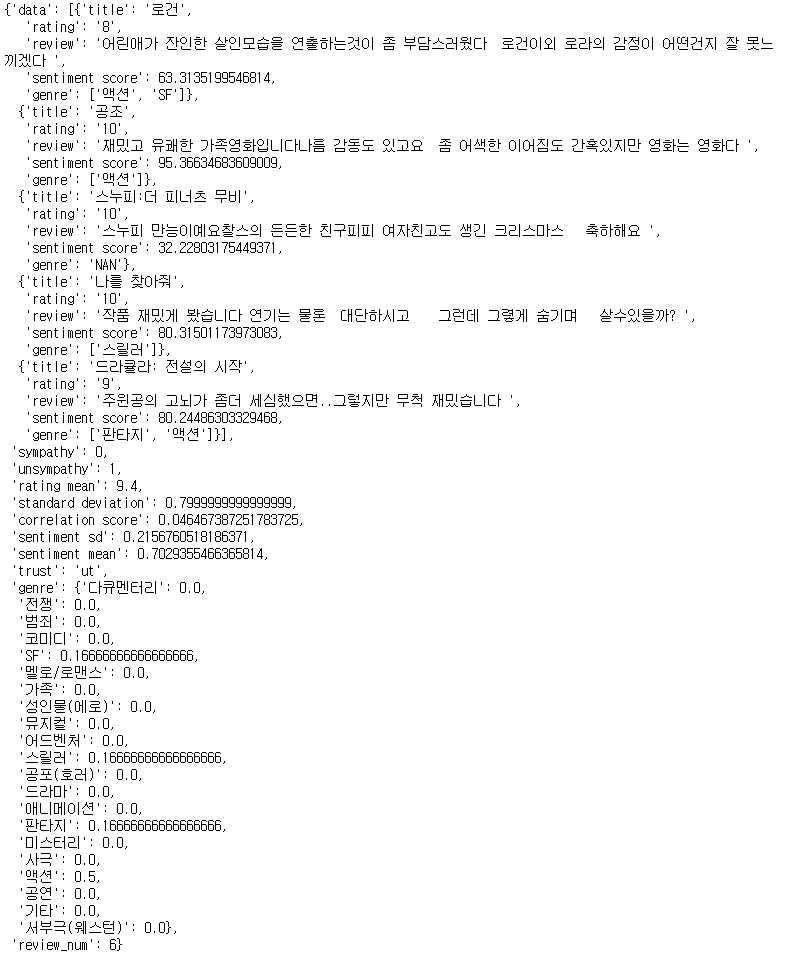 {'data': [{'title': '로건',
'rating': '8',
'review': '어린애가 잔인한 살인모습을 연출하는것이 좀 부담스러웠다  로건이외 로라의 감정이 어떤건지 잘 못느
끼겠다 ',
'sentiment score': 63.3135199546814,
'genre': ['액션', 'SF']},
{'title': '공조',
'rating': '10',
'review': '재밌고 유쾌한 가족영화입니다나름 감동도 있고요  좀 어색한 이어짐도 간혹있지만 영화는 영화다 ',
'sentiment score': 95.36634683609009,
'genre': ['액션']},
{'title': '스누피:더 피너츠 무비',
'rating': '10',
'review': '스누피 만능이예요찰스의 든든한 친구피피 여자친고도 생긴 크리스마스   축하해요 ',
'sentiment score': 32.22803175449371,
'genre': 'NAN'},
{'title': '나를 찾아줘',
'rating': '10',
'review': '작품 재밌게 봤습니다 연기는 물론  대단하시고    그런데 그렇게 숨기며   살수있을까? ',
'sentiment score': 80.31501173973083,
'genre': ['스릴러']},
{'title': '드라큘라: 전설의 시작',
'rating': '9',
'review': '주원공의 고뇌가 좀더 세심했으면..그렇지만 무척 재밌습니다 ',
'sentiment score': 80.24486303329468,
'genre': ['판타지', '액션']}],
'sympathy': 0,
'unsympathy': 1,
'rating mean': 9.4,
'standard deviation': 0.7999999999999999,
'correlation score': 0.046467387251783725,
'sentiment sd': 0.2156760518186371,
'sentiment mean': 0.7029355466365814,
'trust': 'ut',
'genre': {'다큐멘터리': 0.0,
'전쟁': 0.0,
'범죄': 0.0,
'코미디': 0.0,
'SF': 0.16666666666666666,
'멜로/로맨스': 0.0,
'가족': 0.0,
'성인물(에로)': 0.0,
'뮤지컬': 0.0,
'어드벤처': 0.0,
'스릴러': 0.16666666666666666,
'공포(호러)': 0.0,
'드라마': 0.0,
'애니메이션': 0.0,
'판타지': 0.16666666666666666,
'미스터리': 0.0,
'사극': 0.0,
'액션': 0.5,
'공연': 0.0,
'기타': 0.0,
'서부극(웨스턴)': 0.0},
'review_num': 6}